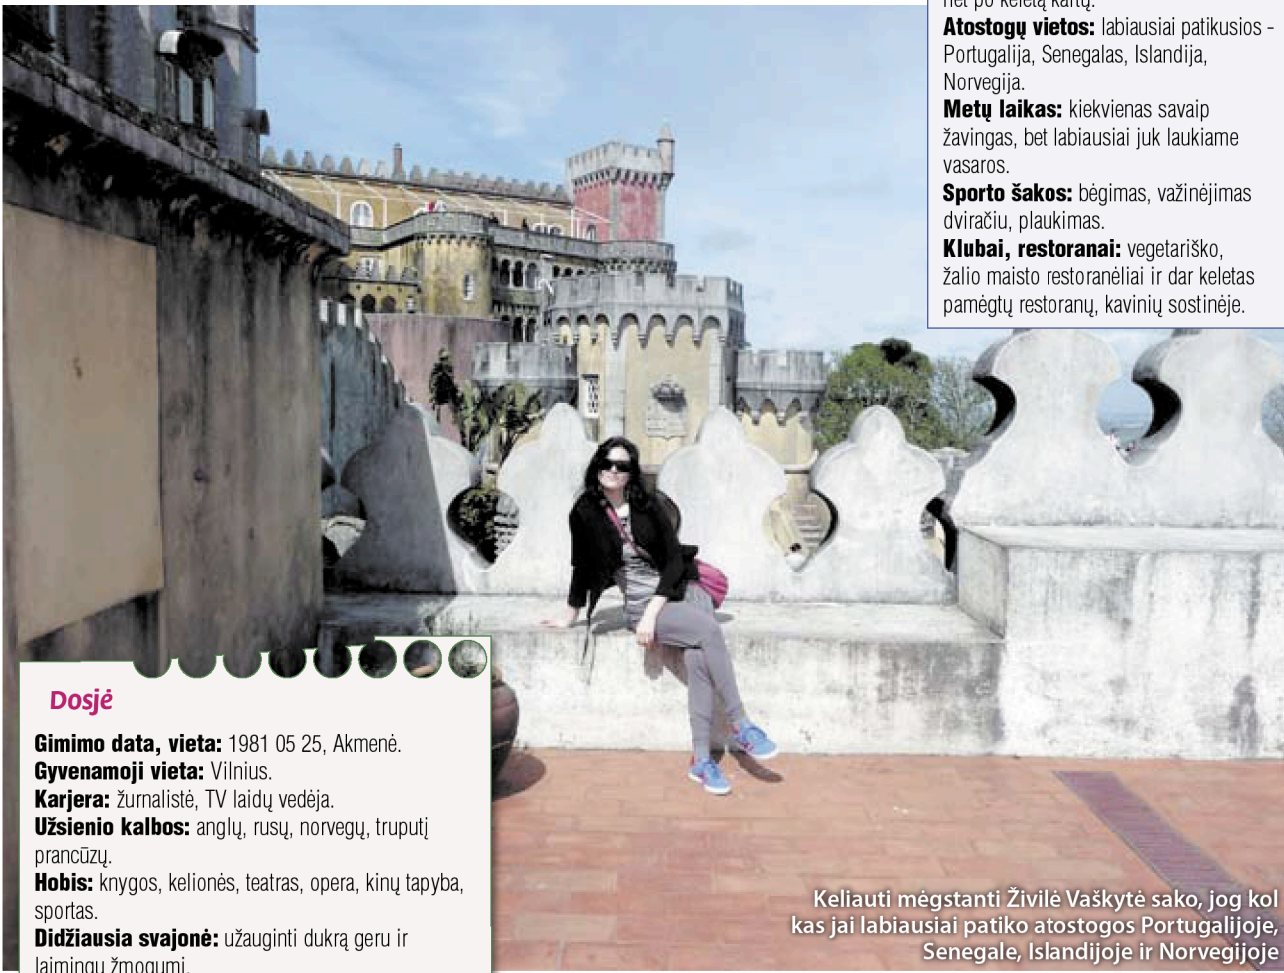 net po keletą kartų.
Atostogų vietos: labiausiai patikusios -
Portugalija, Senegalas, Islandija,
Norvegija.
Metų laikas: kiekvienas savaip
žavingas, bet labiausiai juk laukiame
vasaros.
Sporto šakos: bėgimas, važinėjimas
dviračiu, plaukimas.
Klubai, restoranai: vegetariško,
žalio maisto restoranėliai ir dar keletas
pamėgtų restoranų, kavinių sostinėje.
Dosjė
Gimimo data, vieta: 1981 05 25, Akmenė.
Gyvenamoji vieta: Vilnius.
Karjera: žurnalistė, TV laidų vedėja.
Užsienio kalbos: anglų, rusų, norvegų, truputį
prancūzų.
Hobis: knygos, kelionės, teatras, opera, kinų tapyba,
sportas.
Didžiausia svajonė: užauginti dukrą geru ir
laimingu žmogumi.
Keliauti mėgstanti Živilė Vaškytė sako, jog kol
kas jai labiausiai patiko atostogos Portugalijoje,
Senegale, Islandijoje ir Norvegijoje